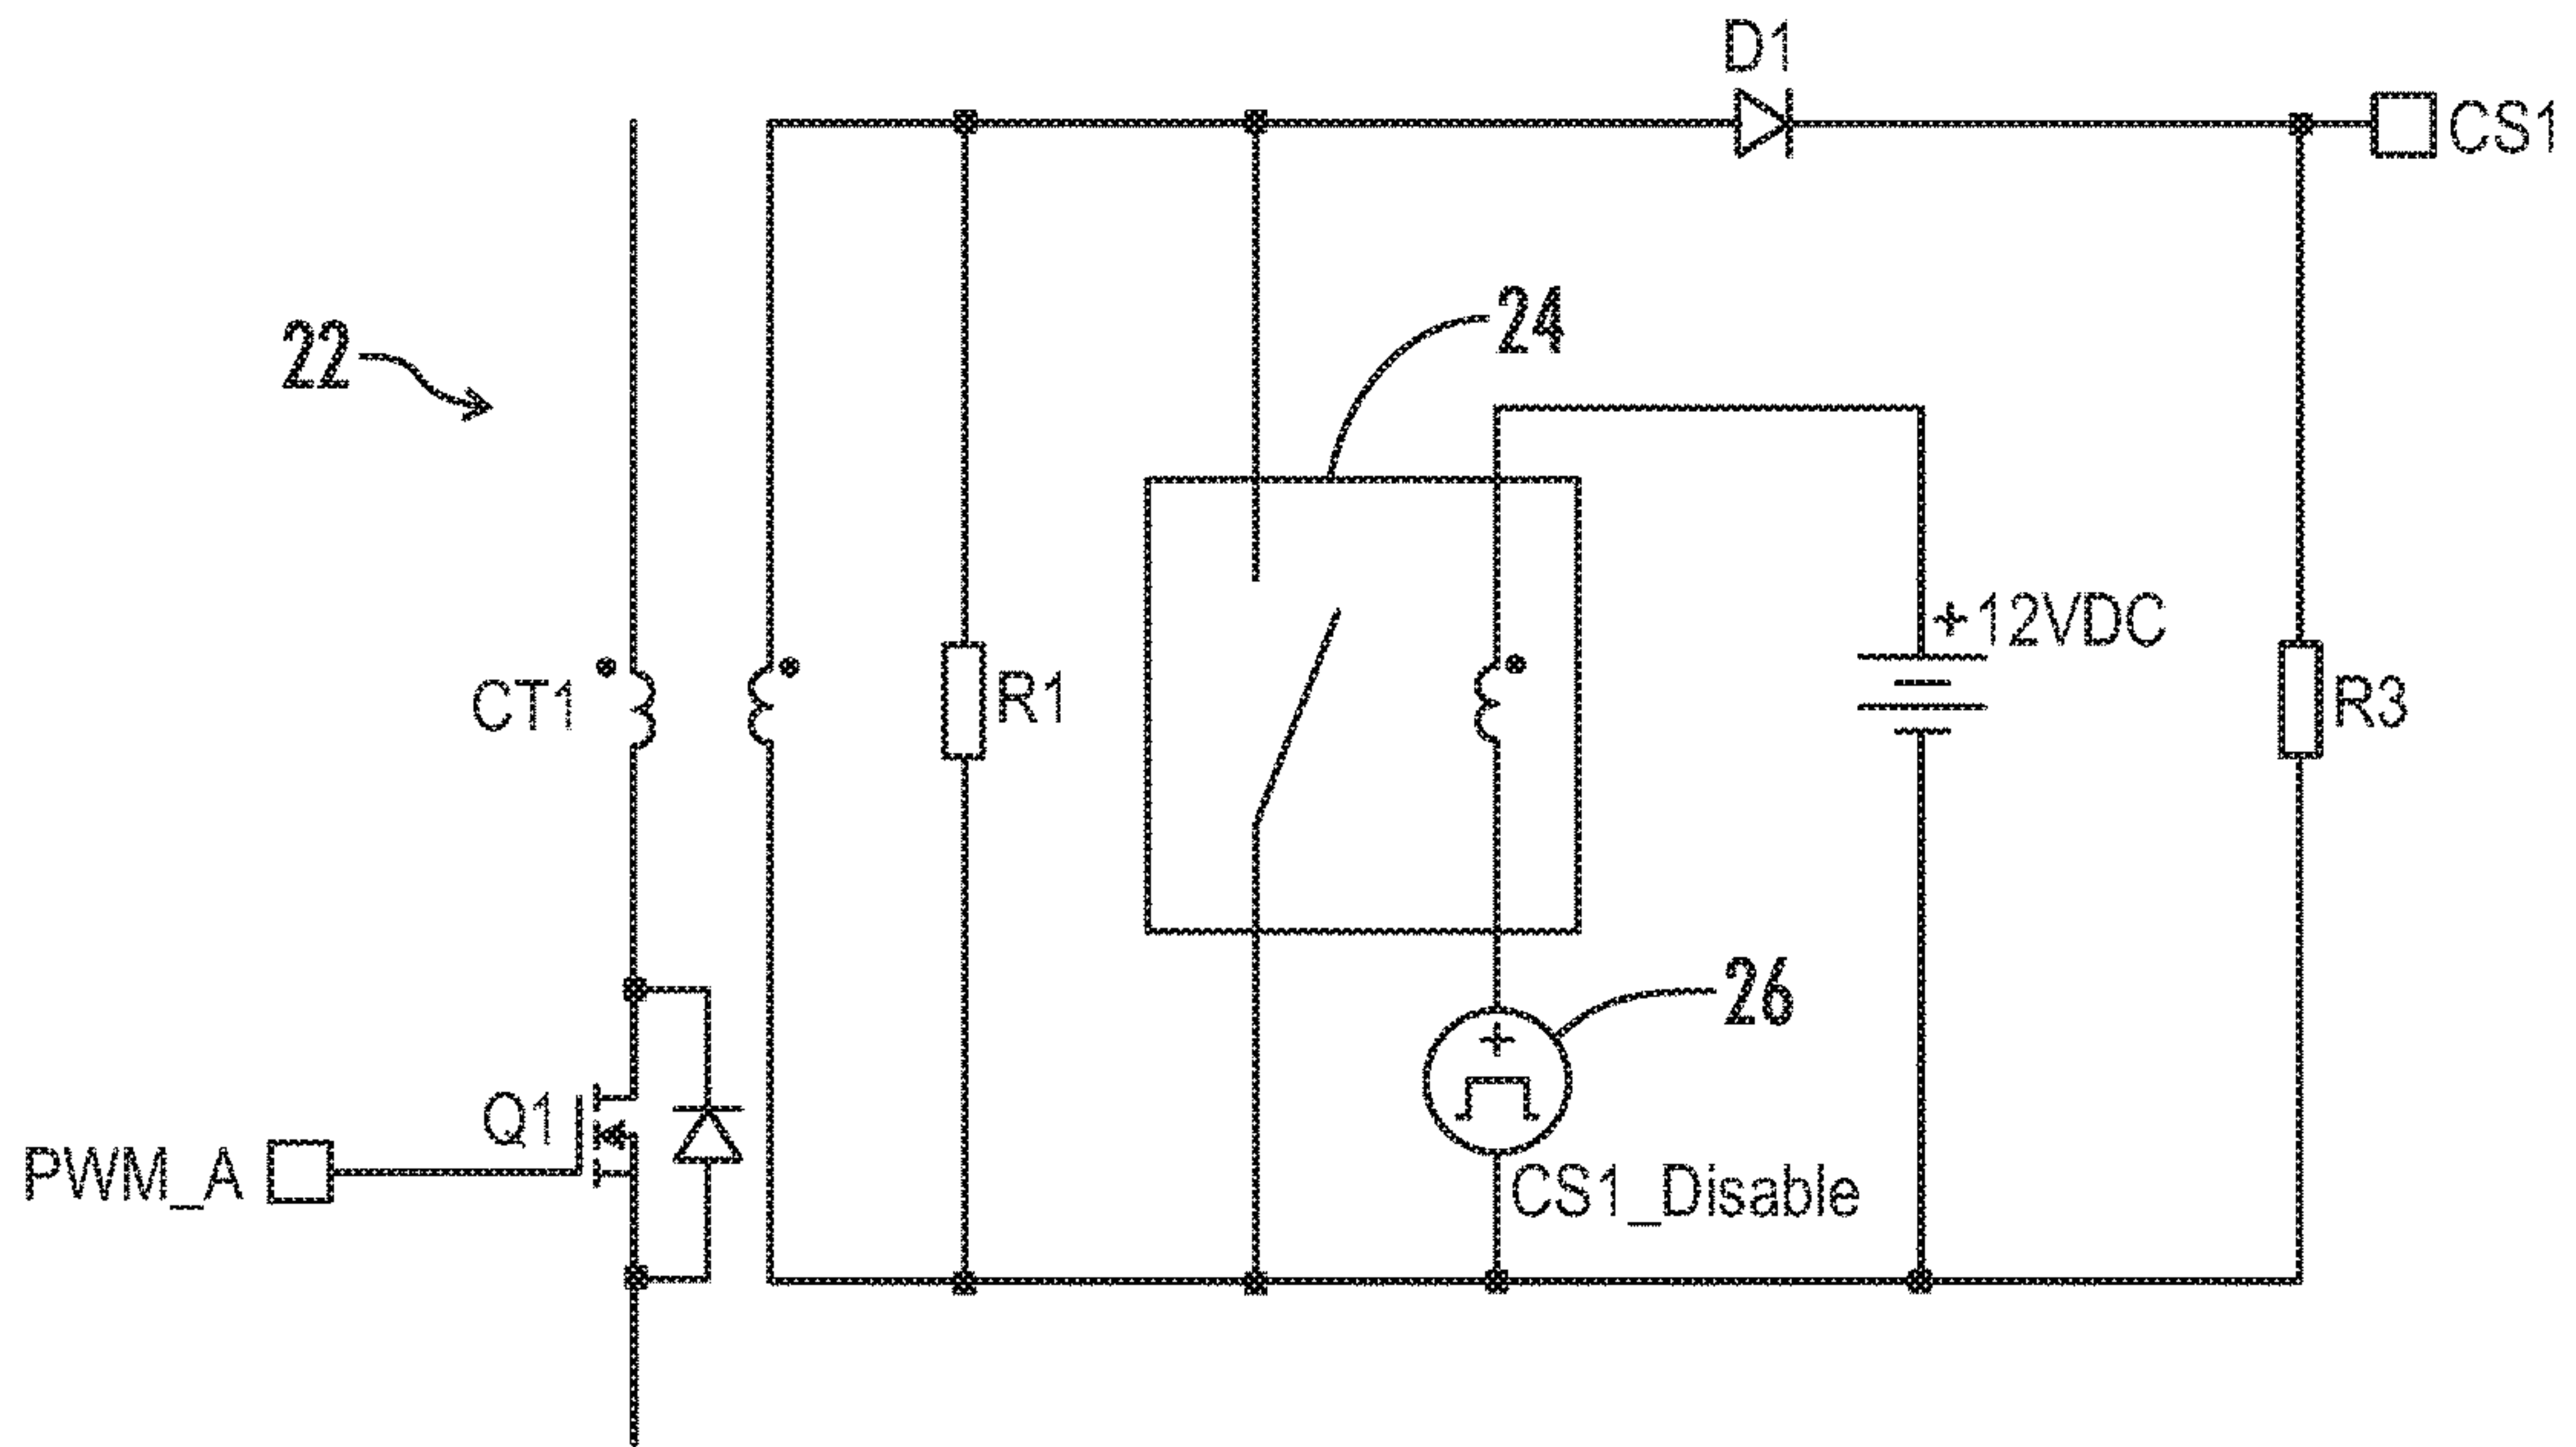 D1
CS1
24
22
+12VDC
CT1
R1
R3
26
Q1
PWM_A
CS1_Disable